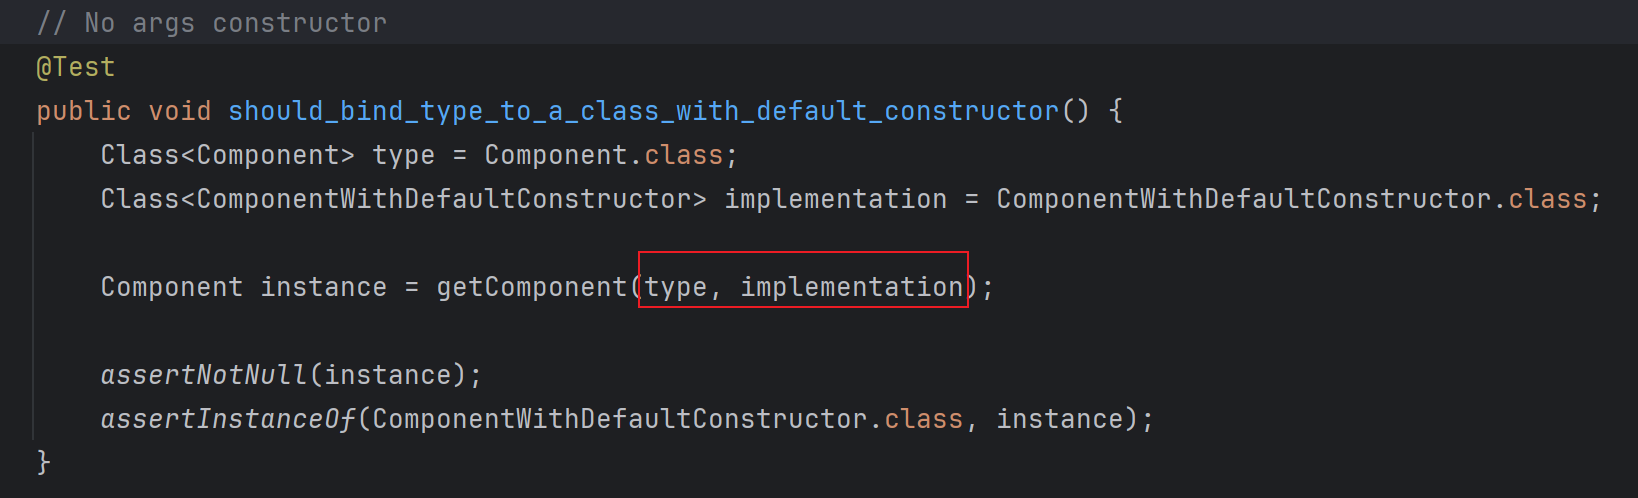 // No args constructor
@Test
public void should_bind_type_to_a_class_with_default_constructor() {
Class<Component> type = Component.class;
Class<ComponentWithDefaultConstructor> implementation = ComponentWithDefaultConstructor.class;
Component instance = getComponent(type, implementation);
assertNotNull(instance);
assertInstanceOf(ComponentWithDefaultConstructor.class, instance);
}